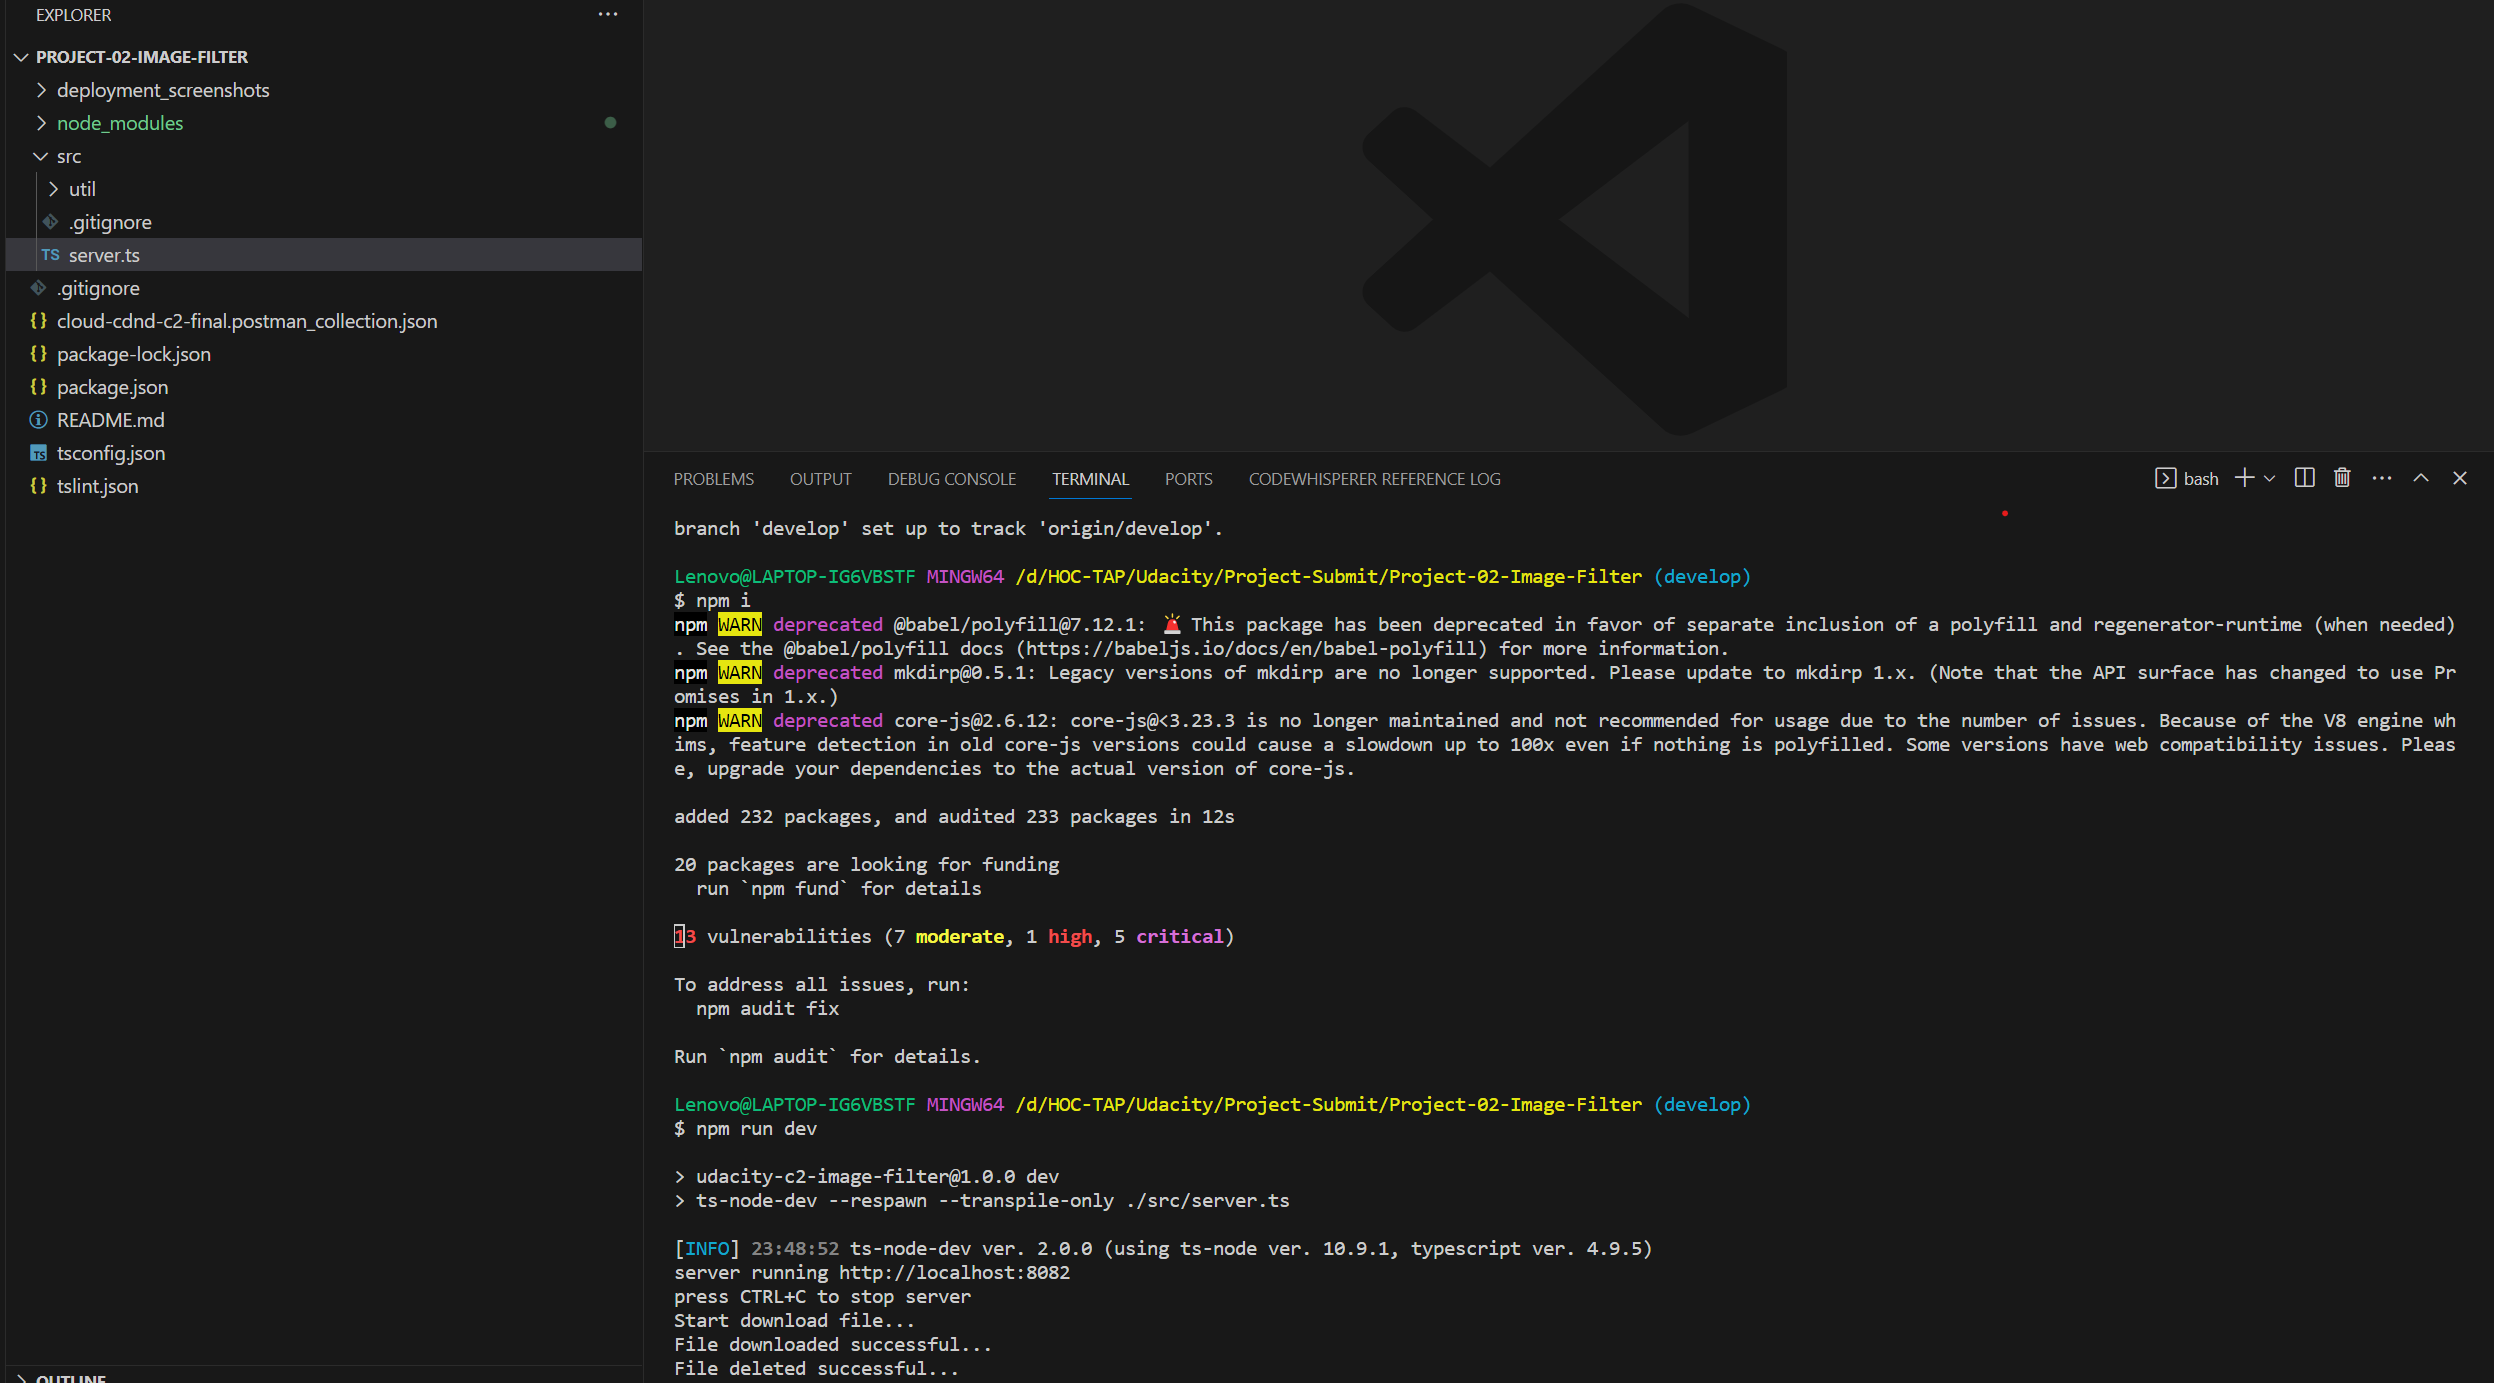 EXPLORER
PROJECT-02-IMAGE-FILTER
deployment_screenshots
node_modules
src
util
.gitignore
TS server.ts
.gitignore
{} cloud-cdnd-c2-final.postman_collection.json
{} package-lock.json
{} package.json
README.md
TS tsconfig.json
{} tslint.json
OUTLINE
PROBLEMS OUTPUT DEBUG CONSOLE TERMINAL PORTS CODEWHISPERER REFERENCE LOG
bash
branch 'develop' set up to track 'origin/develop'.
Lenovo@LAPTOP-IG6VBSTF MINGW64 /d/HOC-TAP/Udacity/Project-Submit/Project-02-Image-Filter (develop)
$ npm i
npm WARN deprecated @babel/polyfill@7.12.1: 🚨 This package has been deprecated in favor of separate inclusion of a polyfill and regenerator-runtime (when needed)
. See the @babel/polyfill docs (https://babeljs.io/docs/en/babel-polyfill) for more information.
npm WARN deprecated mkdirp@0.5.1: Legacy versions of mkdirp are no longer supported. Please update to mkdirp 1.x. (Note that the API surface has changed to use Pr
omises in 1.x.)
npm WARN deprecated core-js@2.6.12: core-js@<3.23.3 is no longer maintained and not recommended for usage due to the number of issues. Because of the V8 engine wh
ims, feature detection in old core-js versions could cause a slowdown up to 100x even if nothing is polyfilled. Some versions have web compatibility issues. Pleas
e, upgrade your dependencies to the actual version of core-js.
added 232 packages, and audited 233 packages in 12s
20 packages are looking for funding
run `npm fund` for details
13 vulnerabilities (7 moderate, 1 high, 5 critical)
To address all issues, run:
npm audit fix
Run `npm audit` for details.
Lenovo@LAPTOP-IG6VBSTF MINGW64 /d/HOC-TAP/Udacity/Project-Submit/Project-02-Image-Filter (develop)
$ npm run dev
> udacity-c2-image-filter@1.0.0 dev
> ts-node-dev --respawn --transpile-only ./src/server.ts
[INFO] 23:48:52 ts-node-dev ver. 2.0.0 (using ts-node ver. 10.9.1, typescript ver. 4.9.5)
server running http://localhost:8082
press CTRL+C to stop server
Start download file...
File downloaded successful...
File deleted successful...